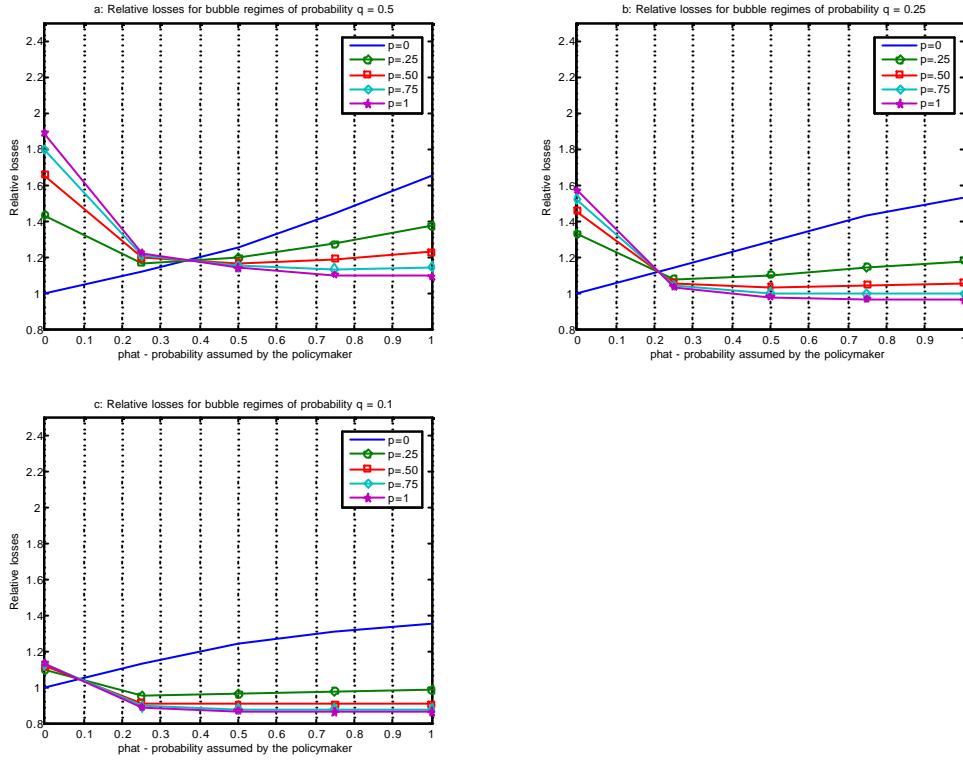 a: Relative losses for bubble regimes of probability q = 0.5
2.4
2.2
2
1.8
1.6
1.4
1.2
1
0.8
Relative losses
p=0
p=.25
p=.50
p=.75
p=1
0 0.1 0.2 0.3 0.4 0.5 0.6 0.7 0.8 0.9 1
phat - probability assumed by the policymaker
b: Relative losses for bubble regimes of probability q = 0.25
2.4
2.2
2
1.8
1.6
1.4
1.2
1
0.8
Relative losses
p=0
p=.25
p=.50
p=.75
p=1
0 0.1 0.2 0.3 0.4 0.5 0.6 0.7 0.8 0.9 1
phat - probability assumed by the policymaker
c: Relative losses for bubble regimes of probability q = 0.1
2.4
2.2
2
1.8
1.6
1.4
1.2
1
0.8
Relative losses
p=0
p=.25
p=.50
p=.75
p=1
0 0.1 0.2 0.3 0.4 0.5 0.6 0.7 0.8 0.9 1
phat - probability assumed by the policymaker